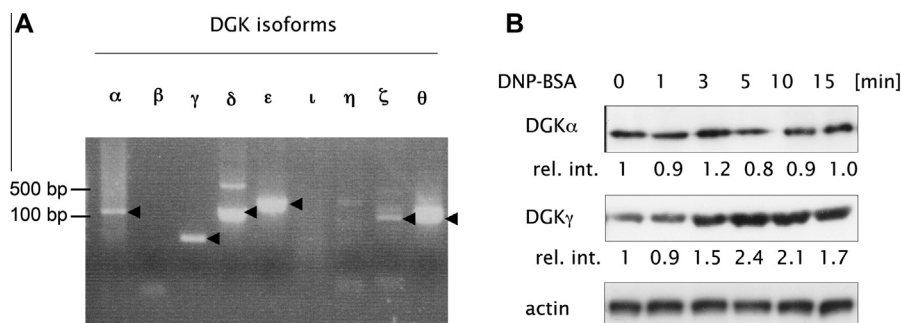 A
DGK isoforms
α β γ δ ε ι η ζ θ
500 bp
100 bp
B
DNP-BSA 0 1 3 5 10 15 [min]
DGKα
rel. int. 1 0.9 1.2 0.8 0.9 1.0
DGKγ
rel. int. 1 0.9 1.5 2.4 2.1 1.7
actin